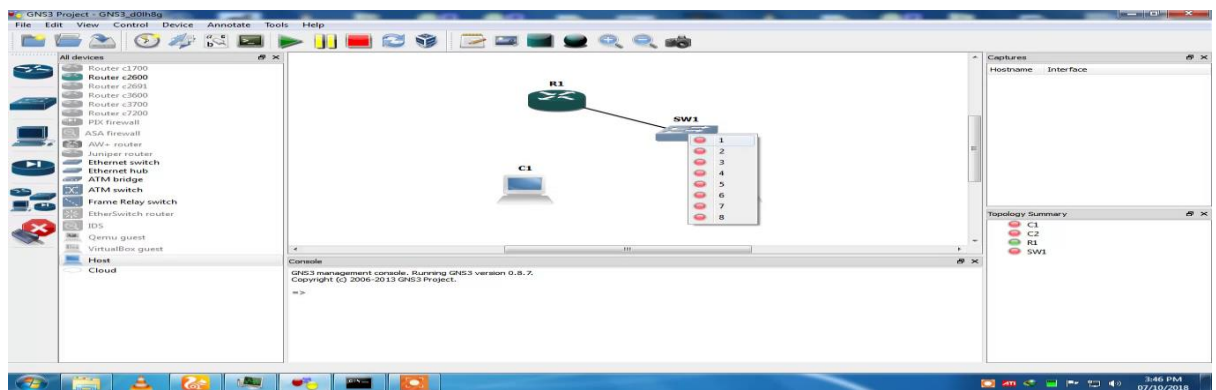 GNS3 Project - GNS3_d0lh8g
File Edit View Control Device Annotate Tools Help
All devices
Router c1700
Router c2600
Router c2691
Router c3600
Router c3700
Router c7200
PIX firewall
ASA firewall
AW+ router
Juniper router
Ethernet switch
Ethernet hub
ATM bridge
ATM switch
Frame Relay switch
EtherSwitch router
IDS
Qemu guest
VirtualBox guest
Host
Cloud
R1
SW1
C1
1
2
3
4
5
6
7
8
Console
GNS3 management console. Running GNS3 version 0.8.7.
Copyright (c) 2006-2013 GNS3 Project.
=>
Captures
Hostname Interface
Topology Summary
C1
C2
R1
SW1
3:46 PM
07/10/2018